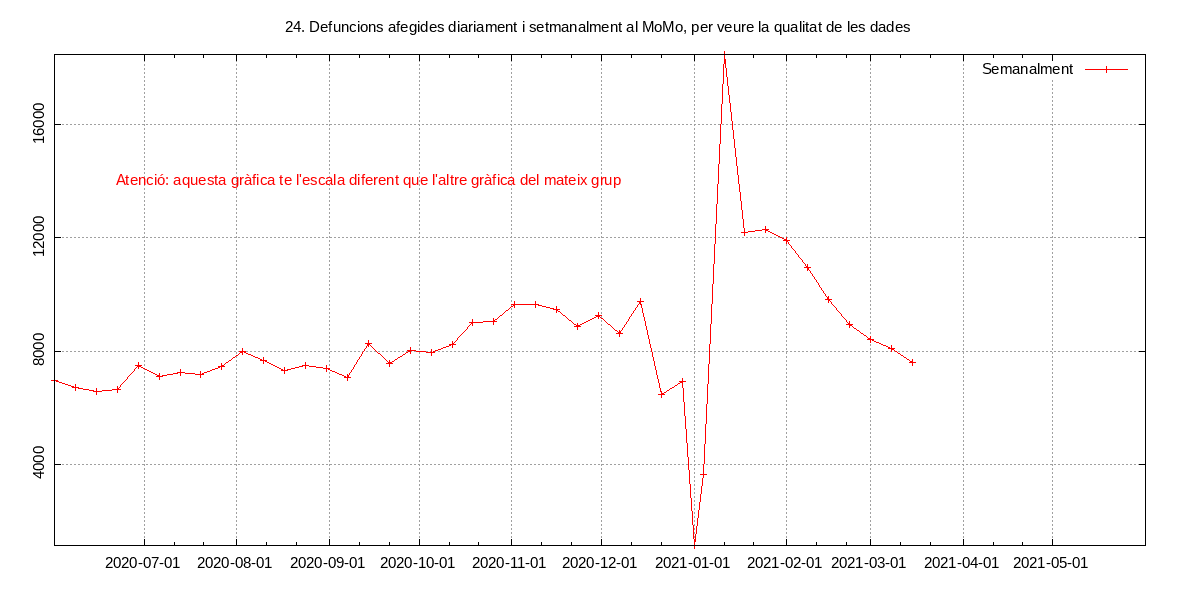 24. Defuncions afegides diariament i setmanalment al MoMo, per veure la qualitat de les dades
Semanalment
16000
Atenció: aquesta gràfica te l'escala diferent que l'altre gràfica del mateix grup
12000
8000
4000
2020-07-01 2020-08-01 2020-09-01 2020-10-01 2020-11-01 2020-12-01 2021-01-01 2021-02-01 2021-03-01 2021-04-01 2021-05-01